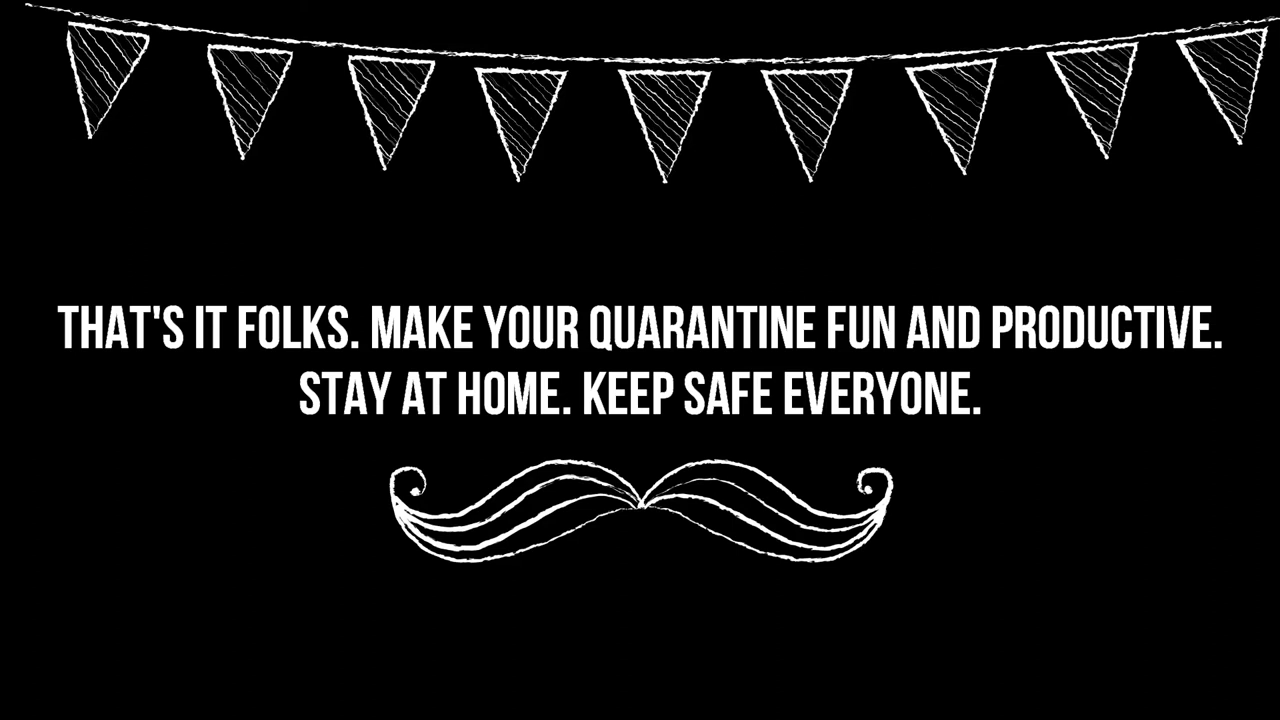 THAT'S IT FOLKS. MAKE YOUR QUARANTINE FUN AND PRODUCTIVE.
STAY AT HOME. KEEP SAFE EVERYONE.